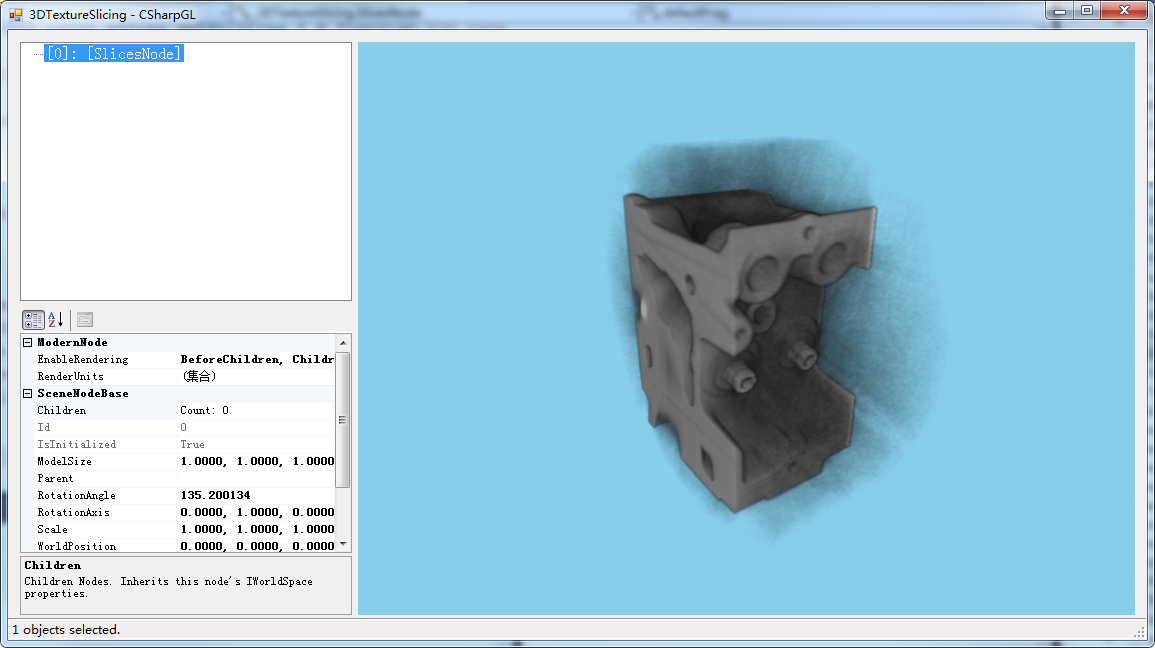 3DTextureSlicing - CSharpGL
[0]: [SlicesNode]
ModernNode
EnableRendering BeforeChildren, Childr
RenderUnits (集合)
SceneNodeBase
Children Count: 0
Id 0
IsInitialized True
ModelSize 1.0000, 1.0000, 1.0000
Parent
RotationAngle 135.200134
RotationAxis 0.0000, 1.0000, 0.0000
Scale 1.0000, 1.0000, 1.0000
WorldPosition 0.0000, 0.0000, 0.0000
Children
Children Nodes. Inherits this node's IWorldSpace
properties.
1 objects selected.